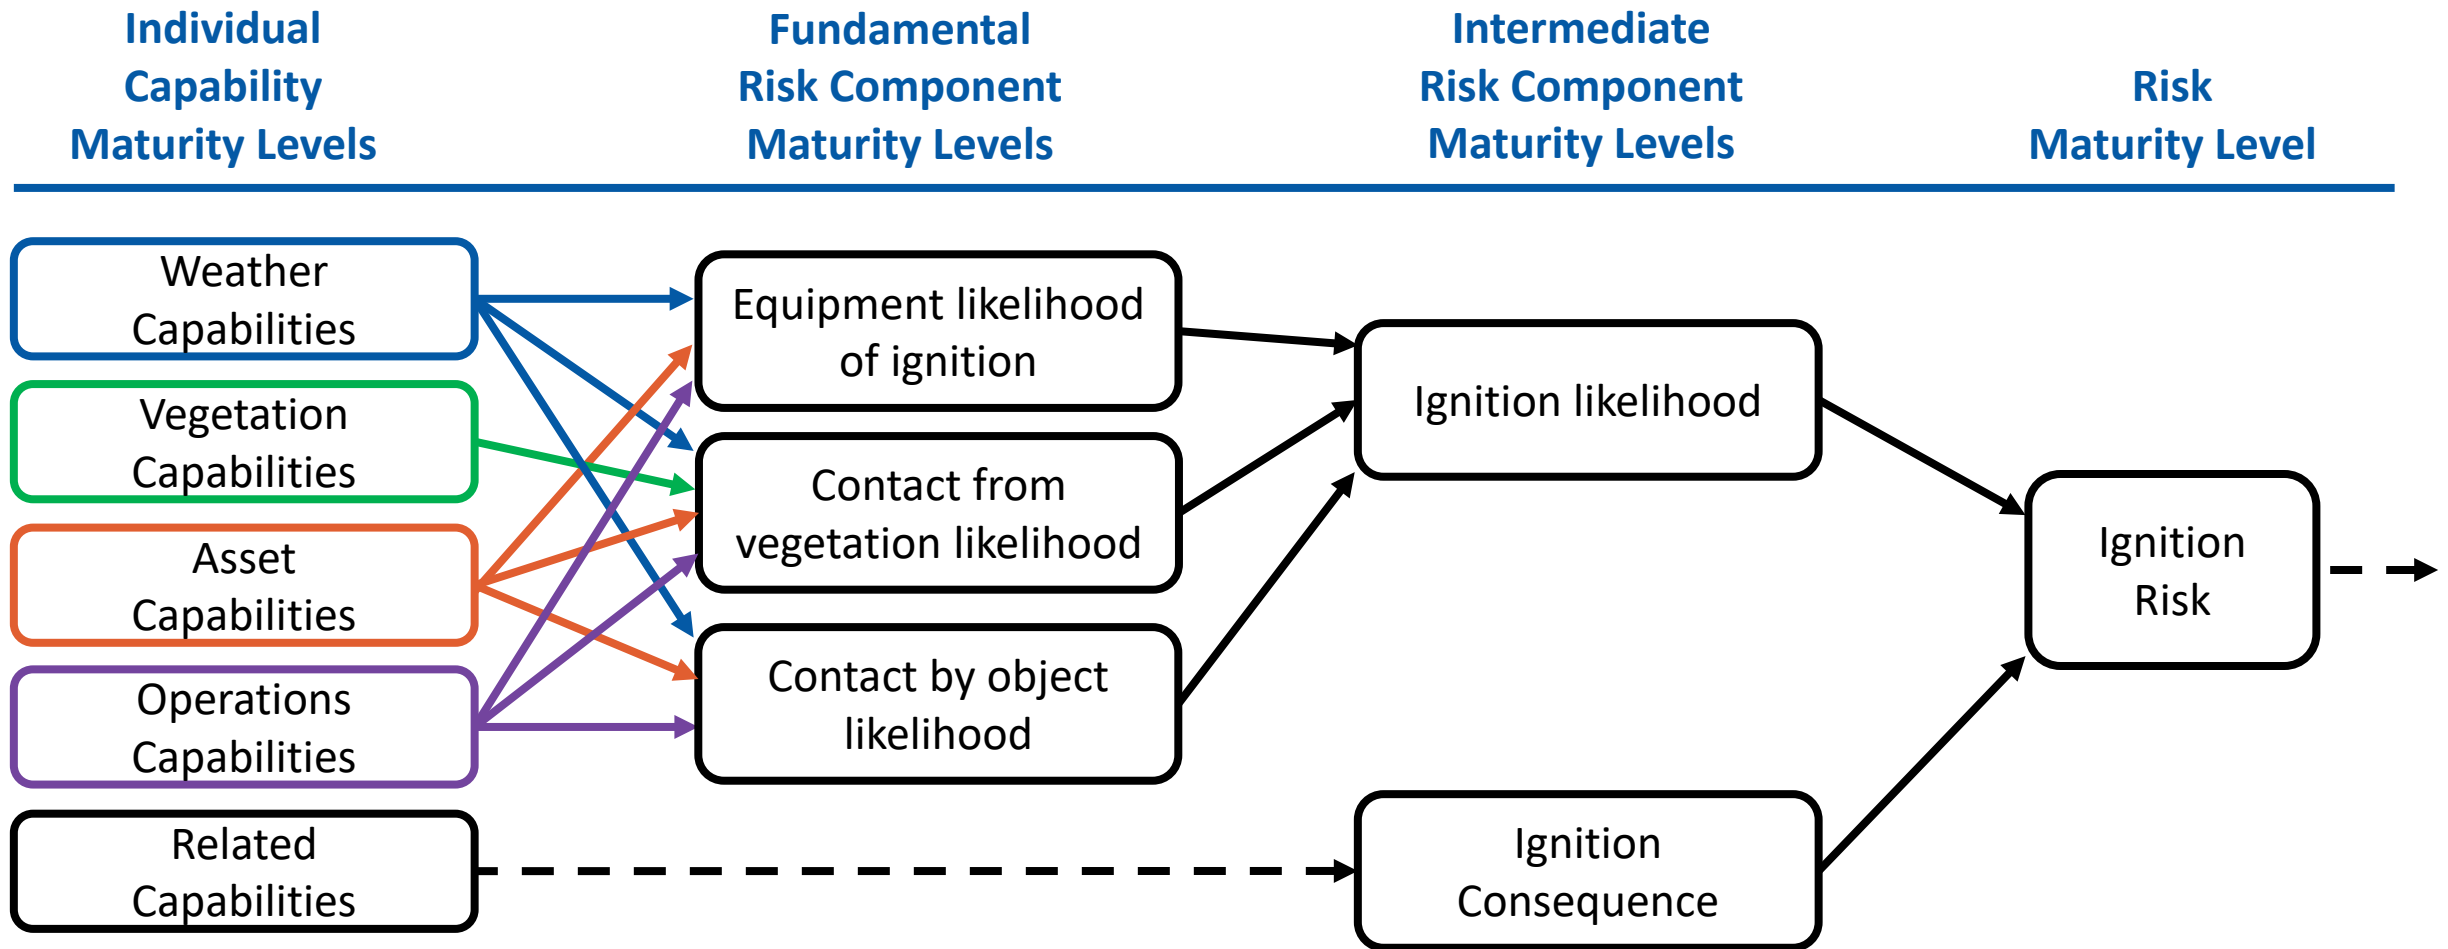 Individual
Capability
Maturity Levels
Fundamental
Risk Component
Maturity Levels
Intermediate
Risk Component
Maturity Levels
Risk
Maturity Level
Weather
Capabilities
Vegetation
Capabilities
Asset
Capabilities
Operations
Capabilities
Related
Capabilities
Equipment likelihood
of ignition
Contact from
vegetation likelihood
Contact by object
likelihood
Ignition likelihood
Ignition
Consequence
Ignition
Risk